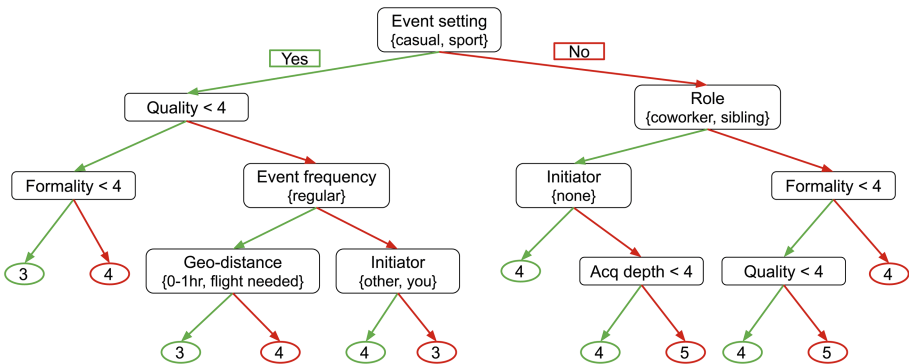 Event setting
{casual, sport}
Yes
No
Quality < 4
Role
{coworker, sibling}
Formality < 4
Event frequency
{regular}
Initiator
{none}
Formality < 4
3
4
Geo-distance
{0-1hr, flight needed}
Initiator
{other, you}
4
Acq depth < 4
Quality < 4
4
3
4
4
3
4
5
4
5